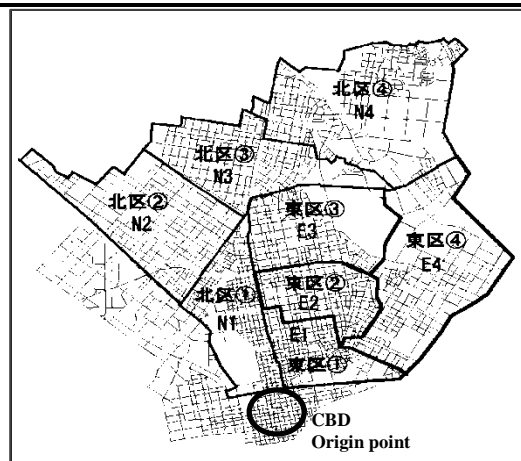 北区④
N4
北区③
N3
北区②
N2
東区③
E3
東区④
E4
東区②
E2
北区①
N1
E1
東区①
CBD
Origin point